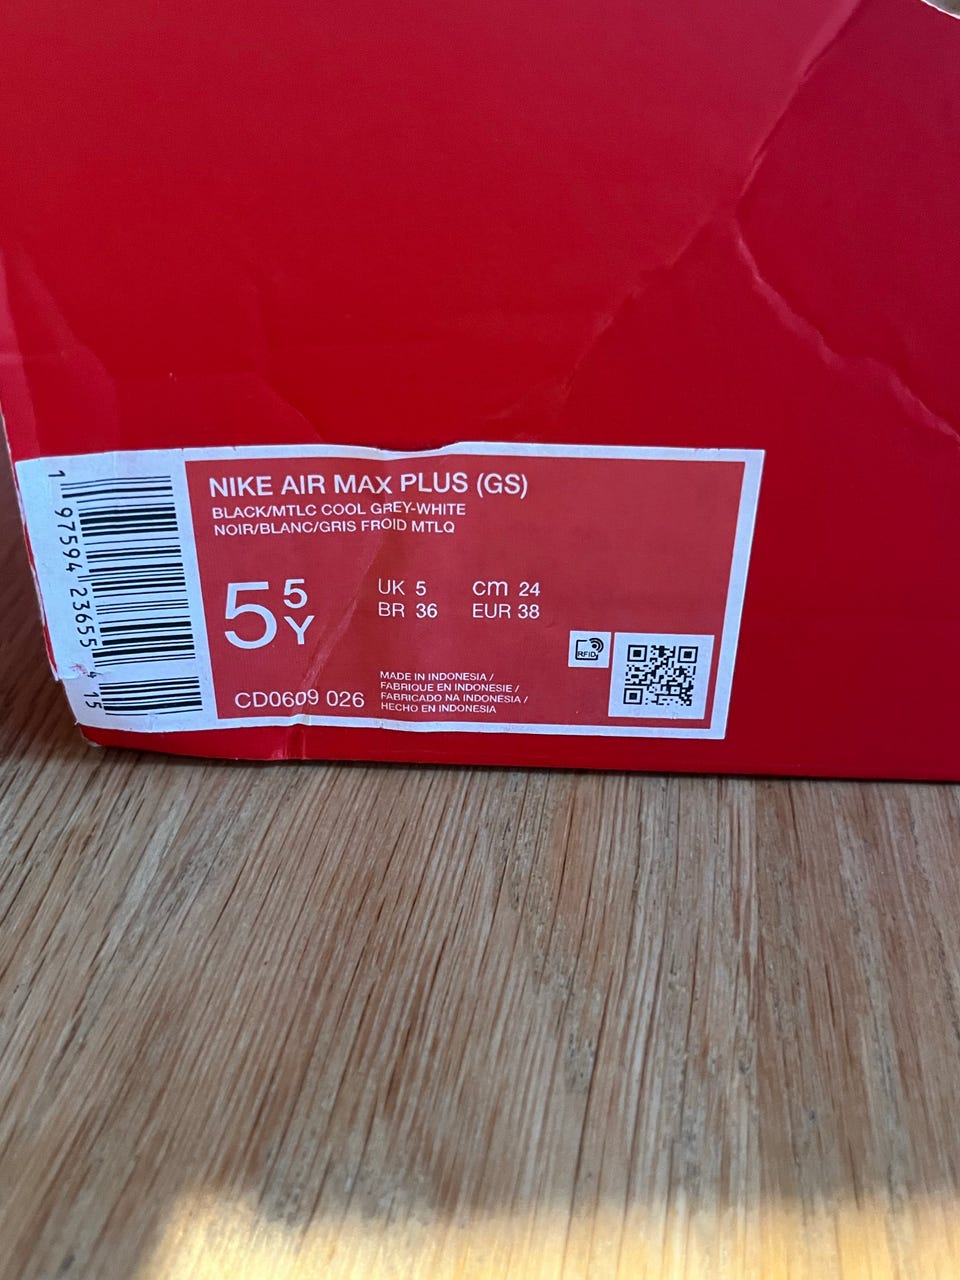 NIKE AIR MAX PLUS (GS)
BLACK/MTLC COOL GREY-WHITE
NOIR/BLANC/GRIS FROID MTLQ
5 5 Y
UK 5 cm 24
BR 36 EUR 38
RFID
CD0609 026
MADE IN INDONESIA /
FABRIQUE EN INDONESIE /
FABRICADO NA INDONESIA /
HECHO EN INDONESIA
1 97594 23655 4 15